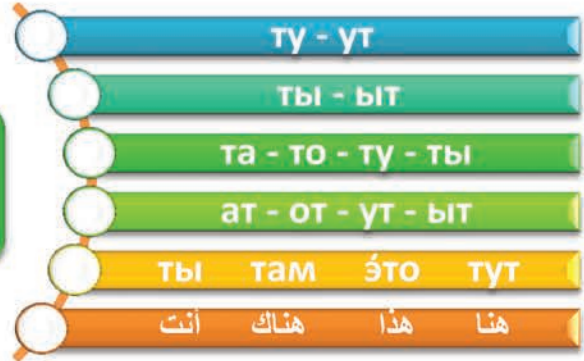 ту - ут
ты - ыт
та - то - ту - ты
ат - от - ут - ыт
ты там э́то тут
هنا هذا هناك أنت